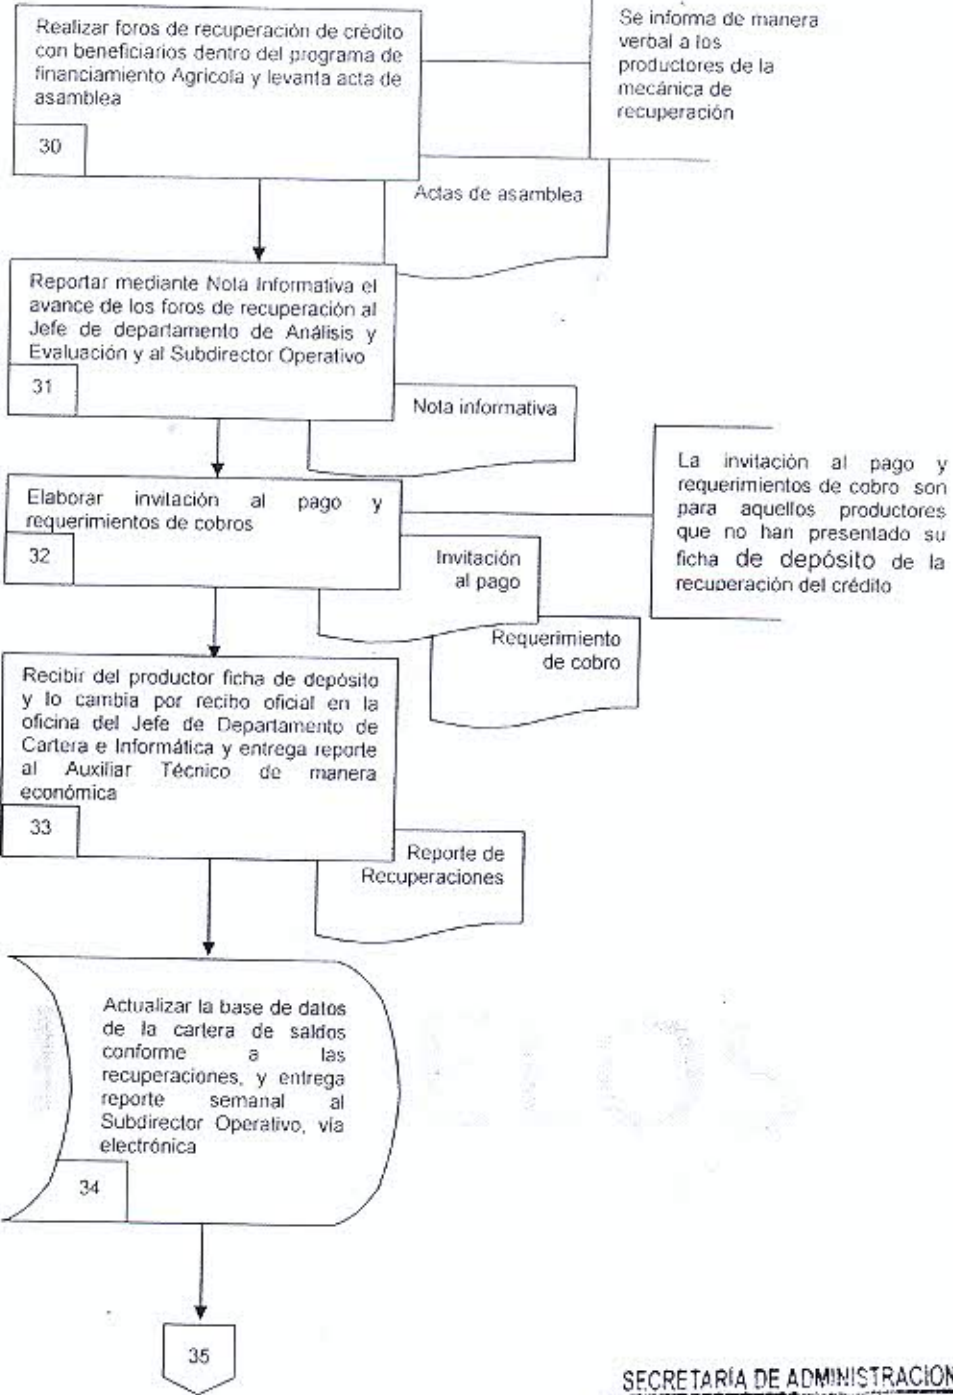 Realizar foros de recuperación de crédito
con beneficiarios dentro del programa de
financiamiento Agrícola y levanta acta de
asamblea
30
Se informa de manera
verbal a los
productores de la
mecánica de
recuperación
Actas de asamblea
Reportar mediante Nota Informativa el
avance de los foros de recuperación al
Jefe de departamento de Análisis y
Evaluación y al Subdirector Operativo
31
Nota informativa
Elaborar invitación al pago y
requerimientos de cobros
32
La invitación al pago y
requerimientos de cobro son
para aquellos productores
que no han presentado su
ficha de depósito de la
recuperación del crédito
Invitación
al pago
Requerimiento
de cobro
Recibir del productor ficha de depósito
y lo cambia por recibo oficial en la
oficina del Jefe de Departamento de
Cartera e Informática y entrega reporte
al Auxiliar Técnico de manera
económica
33
Reporte de
Recuperaciones
Actualizar la base de datos
de la cartera de saldos
conforme a las
recuperaciones, y entrega
reporte semanal al
Subdirector Operativo, vía
electrónica
34
35
SECRETARÍA DE ADMINISTRACION